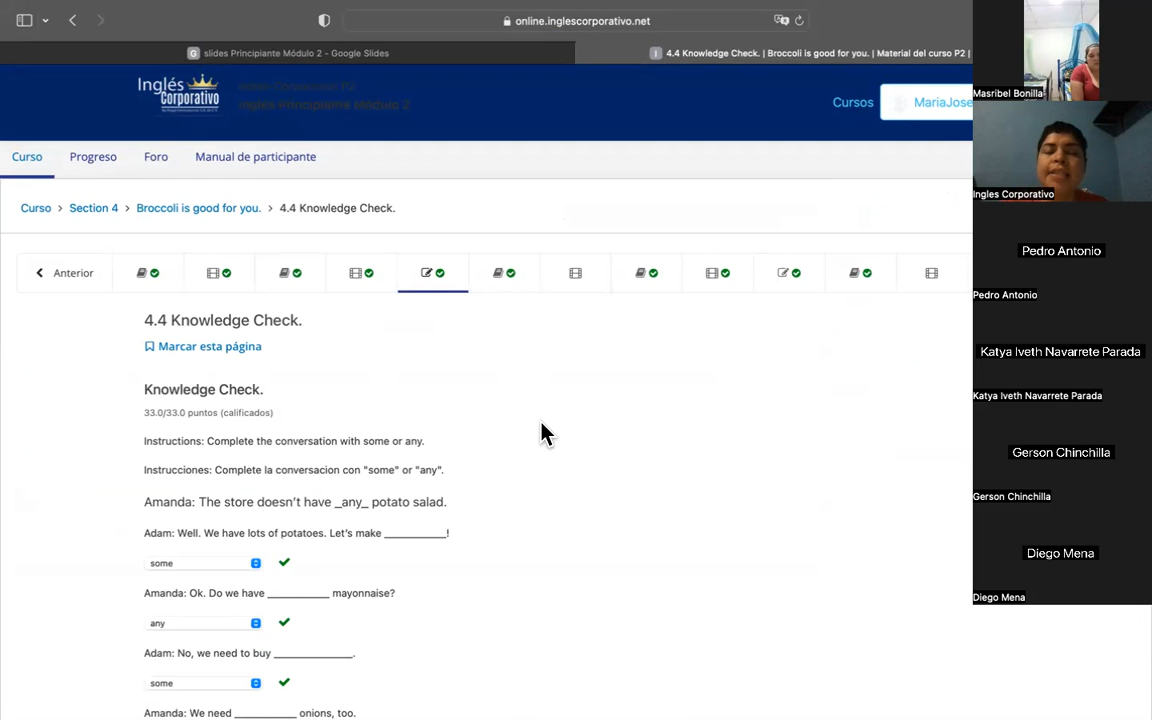 online.inglescorporativo.net
slides Principiante Módulo 2 - Google Slides
4.4 Knowledge Check. | Broccoli is good for you. | Material del curso P2 |
Inglés
Corporativo
Inglés Principiante Módulo 2
Cursos
MariaJose
Curso
Progreso
Foro
Manual de participante
Curso > Section 4 > Broccoli is good for you. > 4.4 Knowledge Check.
Anterior
4.4 Knowledge Check.
Marcar esta página
Knowledge Check.
33.0/33.0 puntos (calificados)
Instructions: Complete the conversation with some or any.
Instrucciones: Complete la conversacion con "some" or "any".
Amanda: The store doesn't have _any_ potato salad.
Adam: Well. We have lots of potatoes. Let's make ___________!
some
Amanda: Ok. Do we have ___________ mayonnaise?
any
Adam: No, we need to buy ______________.
some
Amanda: We need ___________ onions, too.
Masribel Bonilla
Ingles Corporativo
Pedro Antonio
Pedro Antonio
Katya Iveth Navarrete Parada
Katya Iveth Navarrete Parada
Gerson Chinchilla
Gerson Chinchilla
Diego Mena
Diego Mena